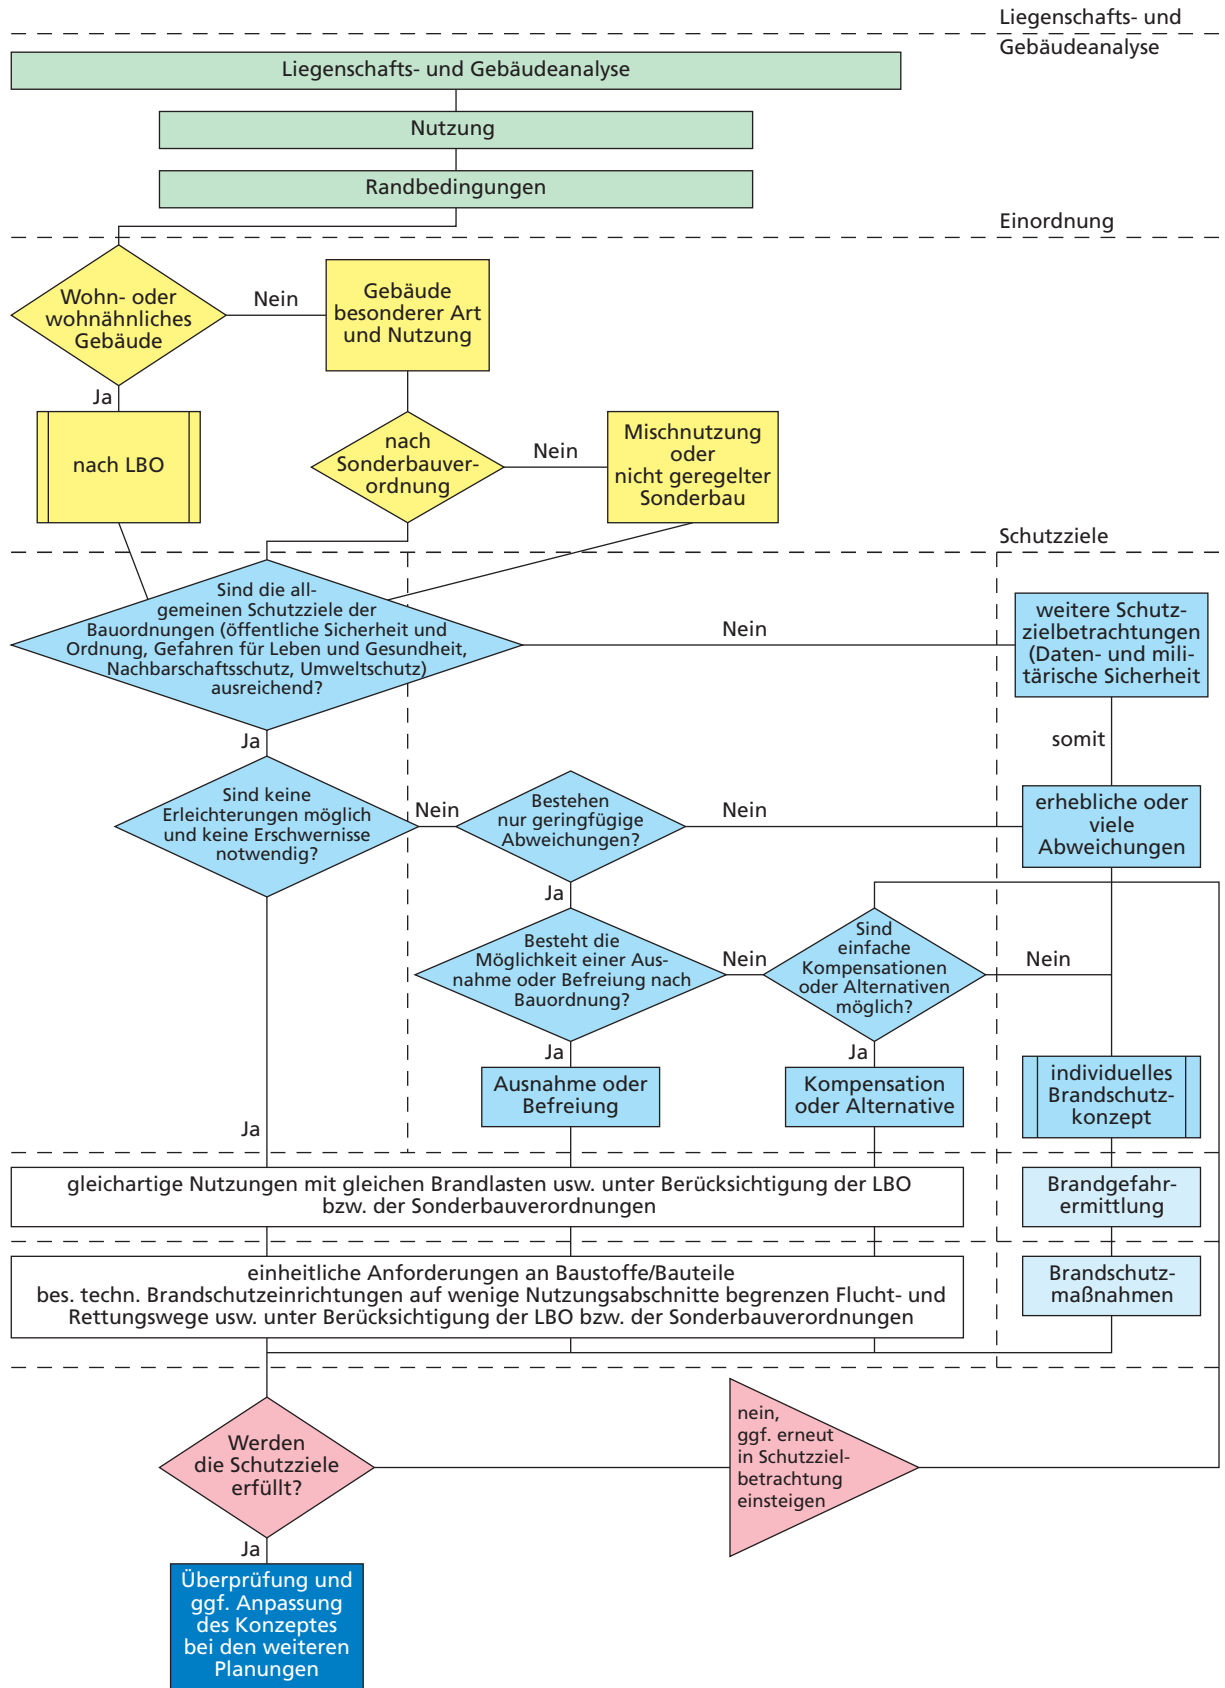 Liegenschafts- und
Gebäudeanalyse
Liegenschafts- und Gebäudeanalyse
Nutzung
Randbedingungen
Einordnung
Wohn- oder
wohnähnliches
Gebäude
Nein
Gebäude
besonderer Art
und Nutzung
Ja
nach LBO
nach
Sonderbauver-
ordnung
Nein
Mischnutzung
oder
nicht geregelter
Sonderbau
Schutzziele
Sind die all-
gemeinen Schutzziele der
Bauordnungen (öffentliche Sicherheit und
Ordnung, Gefahren für Leben und Gesundheit,
Nachbarschaftsschutz, Umweltschutz)
ausreichend?
Nein
weitere Schutz-
zielbetrachtungen
(Daten- und mili-
tärische Sicherheit
Ja
somit
Sind keine
Erleichterungen möglich
und keine Erschwernisse
notwendig?
Nein
Bestehen
nur geringfügige
Abweichungen?
Nein
erhebliche oder
viele
Abweichungen
Ja
Besteht die
Möglichkeit einer Aus-
nahme oder Befreiung nach
Bauordnung?
Nein
Sind
einfache
Kompensationen
oder Alternativen
möglich?
Nein
Ja
Ja
Ausnahme oder
Befreiung
Kompensation
oder Alternative
individuelles
Brandschutz-
konzept
Ja
gleichartige Nutzungen mit gleichen Brandlasten usw. unter Berücksichtigung der LBO
bzw. der Sonderbauverordnungen
Brandgefahr-
ermittlung
einheitliche Anforderungen an Baustoffe/Bauteile
bes. techn. Brandschutzeinrichtungen auf wenige Nutzungsabschnitte begrenzen Flucht- und
Rettungswege usw. unter Berücksichtigung der LBO bzw. der Sonderbauverordnungen
Brandschutz-
maßnahmen
Werden
die Schutzziele
erfüllt?
nein,
ggf. erneut
in Schutzziel-
betrachtung
einsteigen
Ja
Überprüfung und
ggf. Anpassung
des Konzeptes
bei den weiteren
Planungen